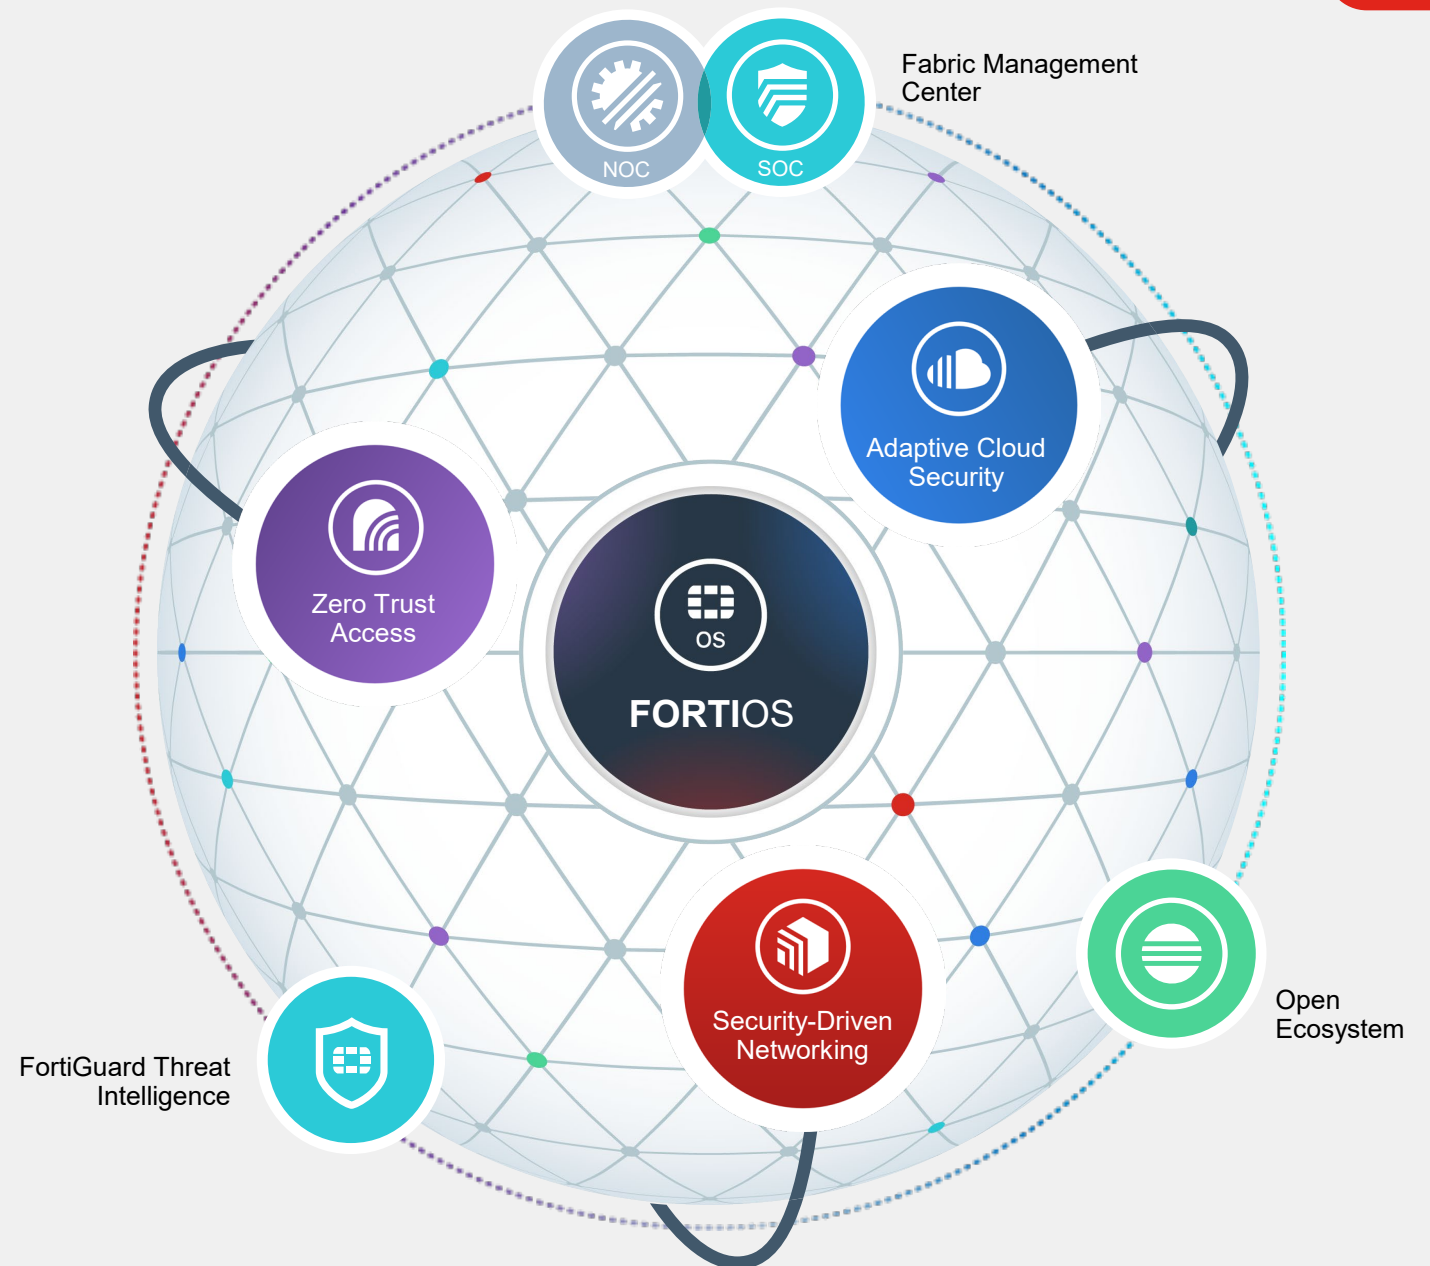 Fabric Management
Center
NOC
SOC
Adaptive Cloud
Security
Zero Trust
Access
OS
FORTIOS
Security-Driven
Networking
Open
Ecosystem
FortiGuard Threat
Intelligence